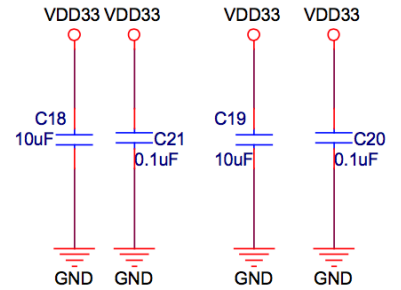 VDD33 VDD33 VDD33 VDD33
C18 C19
10uF C21 10uF C20
0.1uF 0.1uF
GND GND GND GND